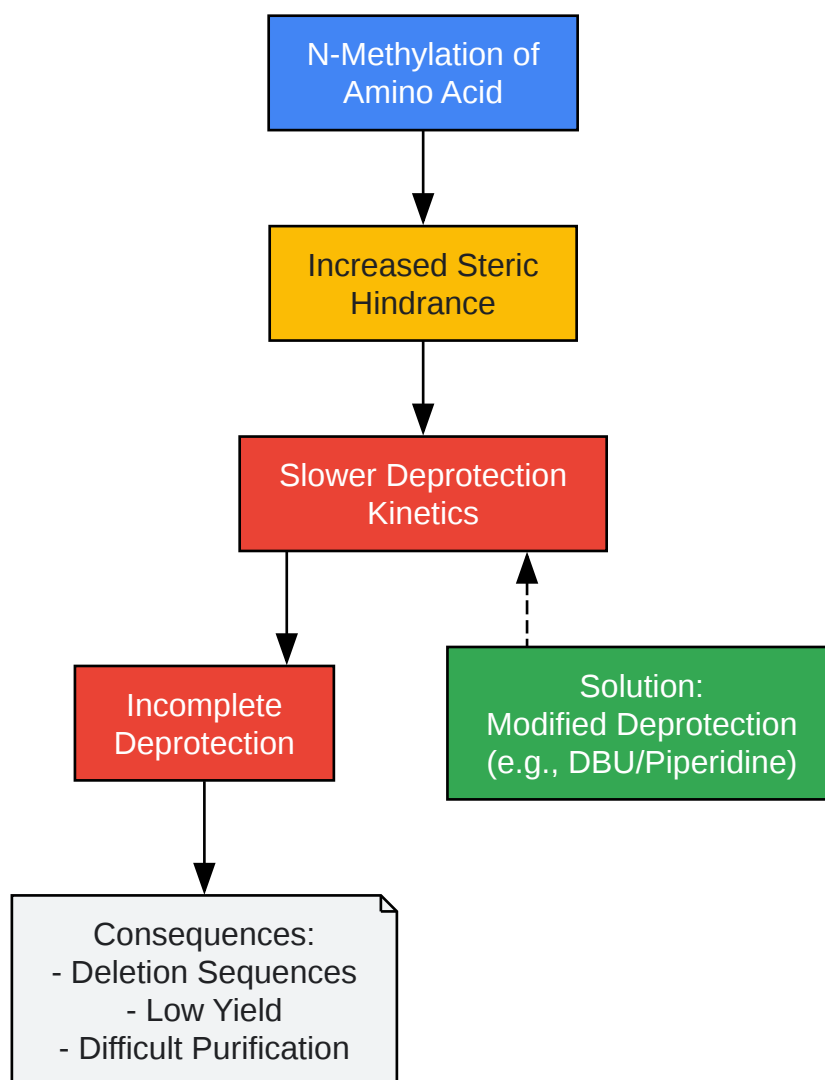 N-Methylation of
Amino Acid
Increased Steric
Hindrance
Slower Deprotection
Kinetics
Incomplete
Deprotection
Solution:
Modified Deprotection
(e.g., DBU/Piperidine)
Consequences:
- Deletion Sequences
- Low Yield
- Difficult Purification